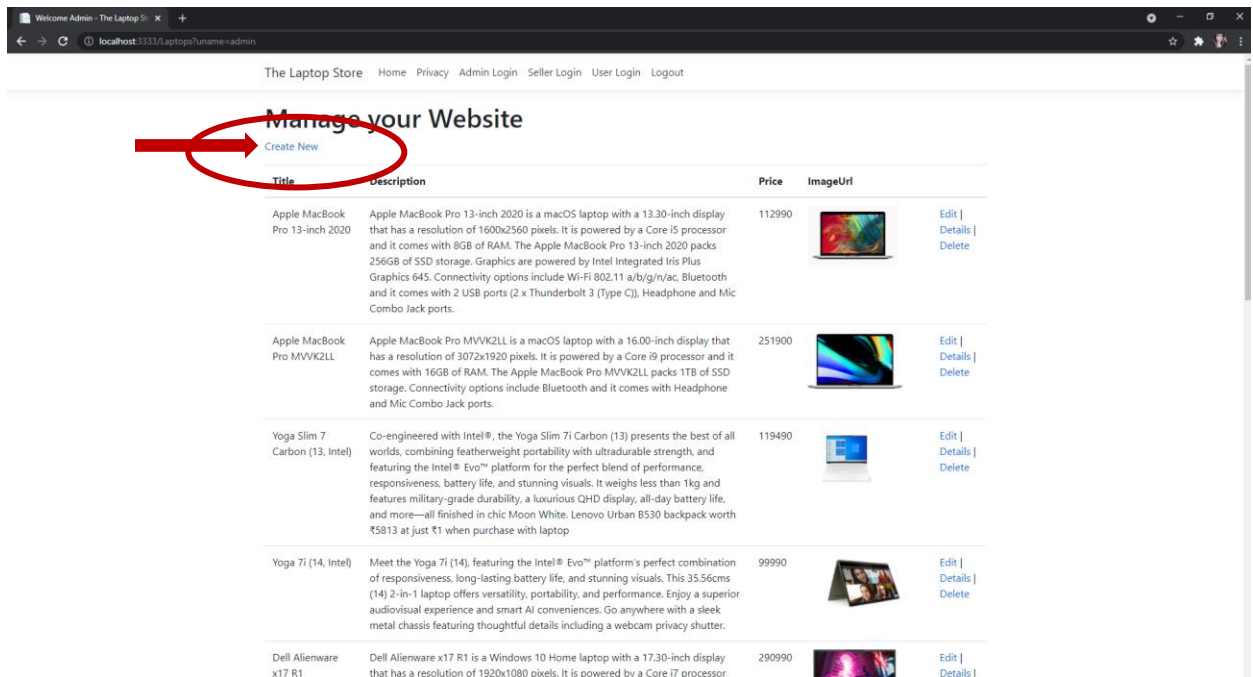 Welcome Admin - The Laptop St
localhost:3333/Laptops?uname=admin
The Laptop Store Home Privacy Admin Login Seller Login User Login Logout
Manage your Website
Create New
Title Description Price ImageUrl
Apple MacBook Apple MacBook Pro 13-inch 2020 is a macOS laptop with a 13.30-inch display 112990 Edit |
Pro 13-inch 2020 that has a resolution of 1600x2560 pixels. It is powered by a Core i5 processor Details |
and it comes with 8GB of RAM. The Apple MacBook Pro 13-inch 2020 packs Delete
256GB of SSD storage. Graphics are powered by Intel Integrated Iris Plus
Graphics 645. Connectivity options include Wi-Fi 802.11 a/b/g/n/ac, Bluetooth
and it comes with 2 USB ports (2 x Thunderbolt 3 (Type C)), Headphone and Mic
Combo Jack ports.
Apple MacBook Apple MacBook Pro MVVK2LL is a macOS laptop with a 16.00-inch display that 251900 Edit |
Pro MVVK2LL has a resolution of 3072x1920 pixels. It is powered by a Core i9 processor and it Details |
comes with 16GB of RAM. The Apple MacBook Pro MVVK2LL packs 1TB of SSD Delete
storage. Connectivity options include Bluetooth and it comes with Headphone
and Mic Combo Jack ports.
Yoga Slim 7 Co-engineered with Intel®, the Yoga Slim 7i Carbon (13) presents the best of all 119490 Edit |
Carbon (13, Intel) worlds, combining featherweight portability with ultradurable strength, and Details |
featuring the Intel® Evo™ platform for the perfect blend of performance, Delete
responsiveness, battery life, and stunning visuals. It weighs less than 1kg and
features military-grade durability, a luxurious QHD display, all-day battery life,
and more—all finished in chic Moon White. Lenovo Urban B530 backpack worth
₹5813 at just ₹1 when purchase with laptop
Yoga 7i (14, Intel) Meet the Yoga 7i (14), featuring the Intel® Evo™ platform's perfect combination 99990 Edit |
of responsiveness, long-lasting battery life, and stunning visuals. This 35.56cms Details |
(14) 2-in-1 laptop offers versatility, portability, and performance. Enjoy a superior Delete
audiovisual experience and smart AI conveniences. Go anywhere with a sleek
metal chassis featuring thoughtful details including a webcam privacy shutter.
Dell Alienware Dell Alienware x17 R1 is a Windows 10 Home laptop with a 17.30-inch display 290990 Edit |
x17 R1 that has a resolution of 1920x1080 pixels. It is powered by a Core i7 processor Details |